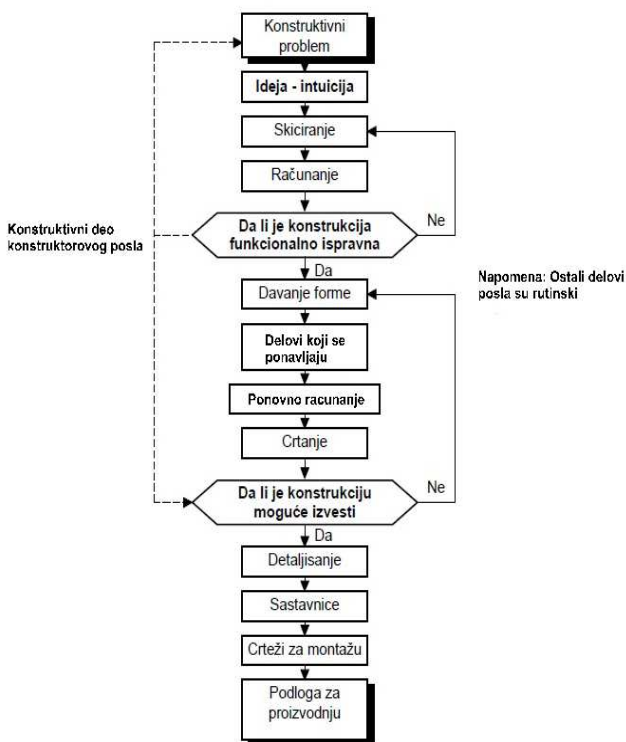 Konstruktivni
problem
Ideja - intuicija
Skiciranje
Računanje
Ne
Da li je konstrukcija
funkcionalno ispravna
Konstruktivni deo
konstruktorovog posla
Da
Napomena: Ostali delovi
posla su rutinski
Davanje forme
Delovi koji se
ponavljaju
Ponovno racunanje
Crtanje
Ne
Da li je konstrukciju
moguće izvesti
Da
Detaljisanje
Sastavnice
Crteži za montažu
Podloga za
proizvodnju